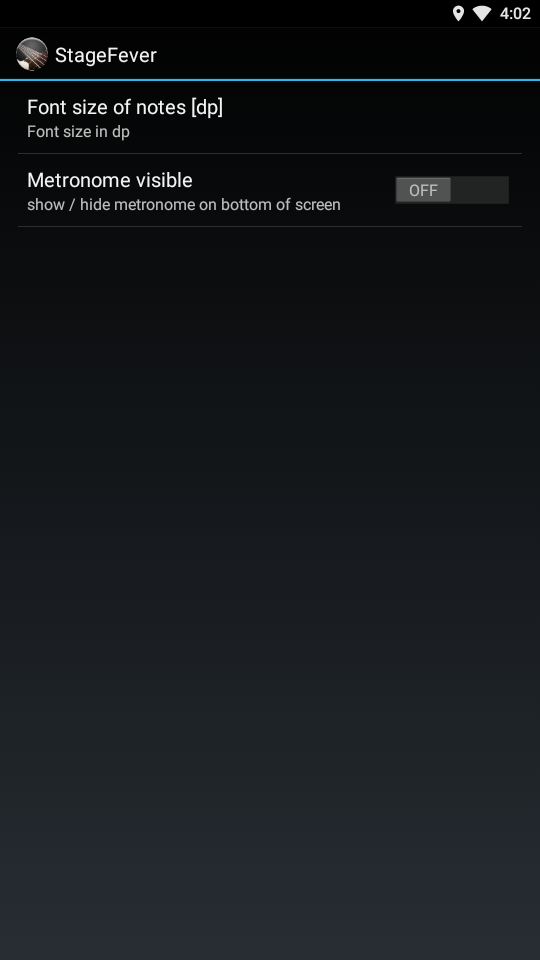 4:02
StageFever
Font size of notes [dp]
Font size in dp
Metronome visible
show / hide metronome on bottom of screen
OFF